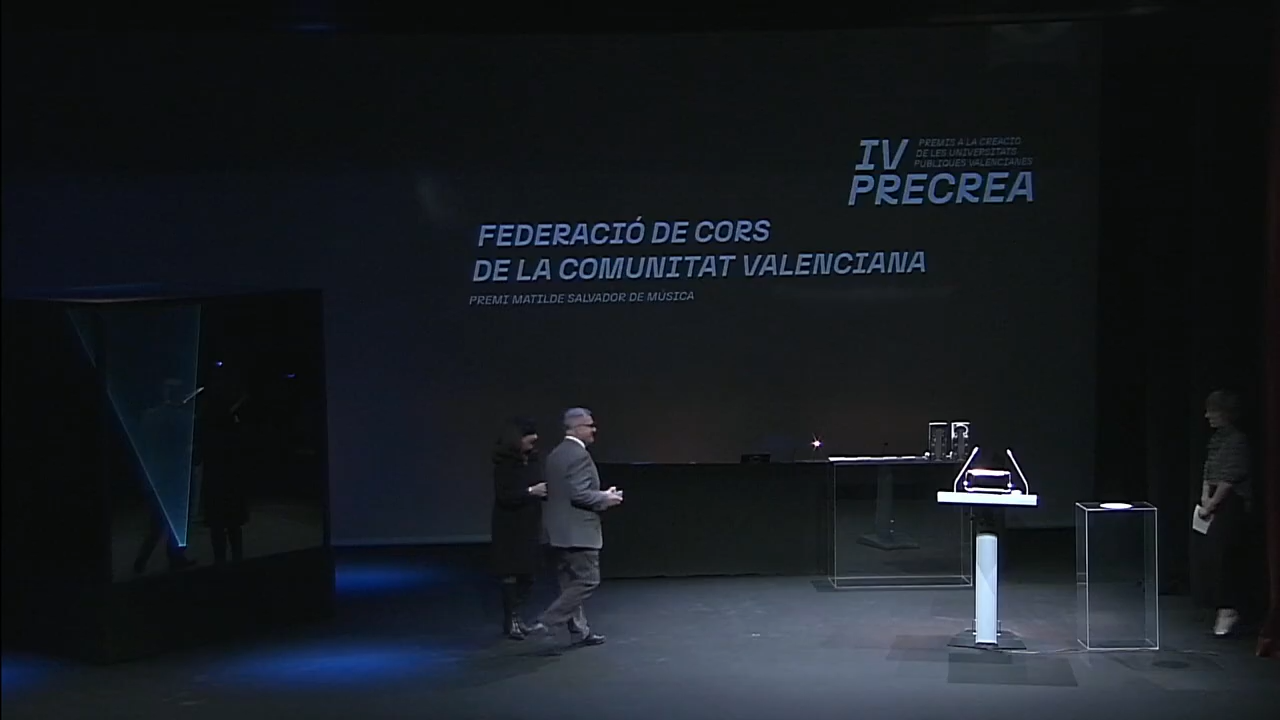 IV
PREMIS A LA CREACIÓ
DE LES UNIVERSITATS
PÚBLIQUES VALENCIANES
PRECREA
FEDERACIÓ DE CORS
DE LA COMUNITAT VALENCIANA
PREMI MATILDE SALVADOR DE MÚSICA